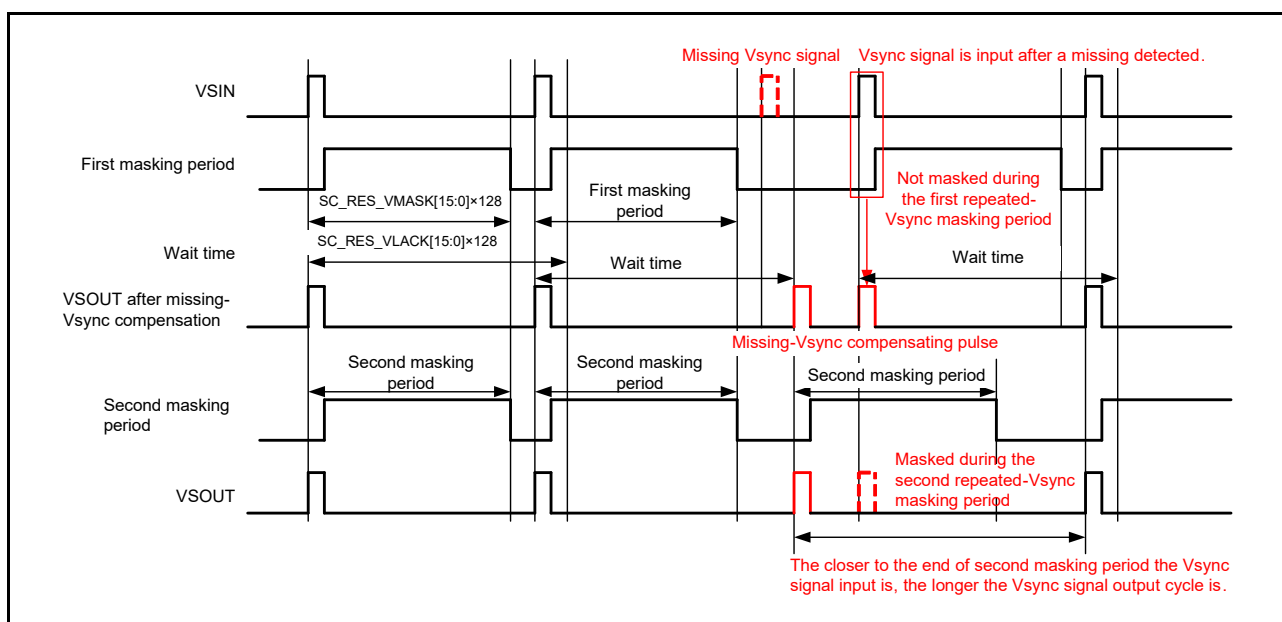 Missing Vsync signal
Vsync signal is input after a missing detected.
VSIN
First masking period
SC_RES_VMASK[15:0]×128
First masking
period
Not masked during
the first repeated-
Vsync masking period
SC_RES_VLACK[15:0]×128
Wait time
Wait time
Wait time
VSOUT after missing-
Vsync compensation
Missing-Vsync compensating pulse
Second masking
period
Second masking
period
Second masking period
Second masking
period
Masked during the
second repeated-Vsync
masking period
VSOUT
The closer to the end of second masking period the Vsync
signal input is, the longer the Vsync signal output cycle is.